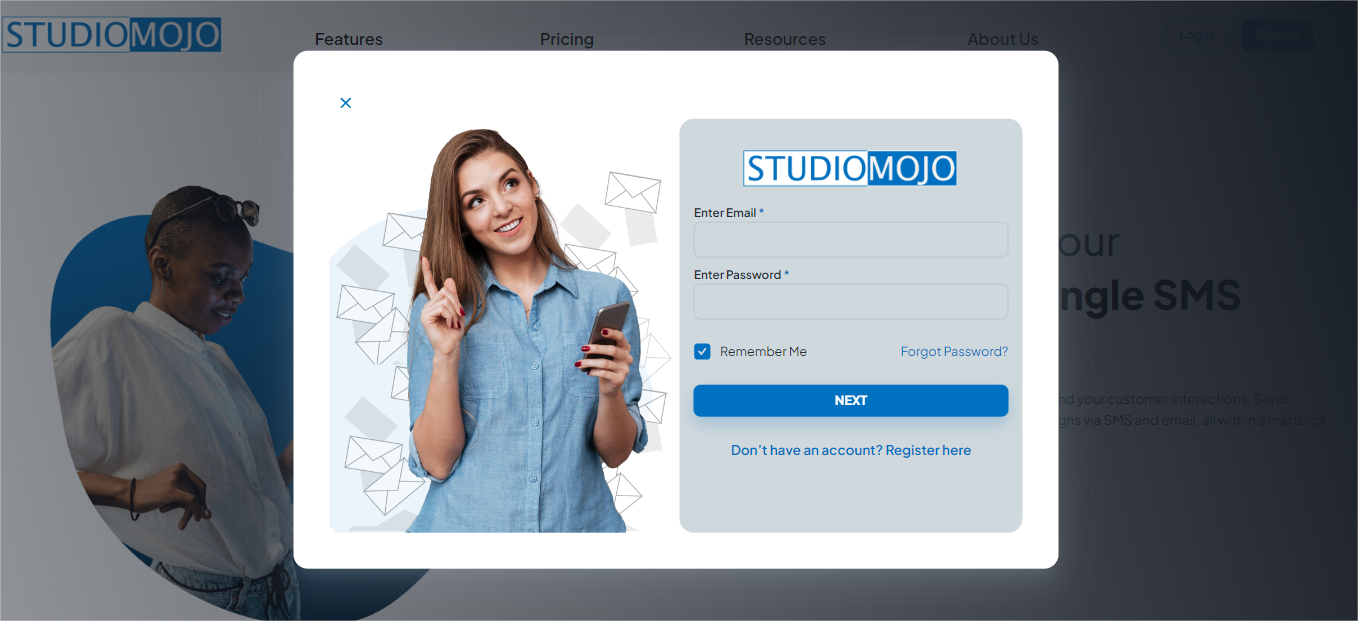 STUDIOMOJO
Features
Pricing
Resources
About Us
Login
Signup
STUDIOMOJO
Enter Email *
Enter Password *
Remember Me
Forgot Password?
NEXT
Don't have an account? Register here
our
ngle SMS
nd your customer interactions. Send
gns via SMS and email, all within a matter of